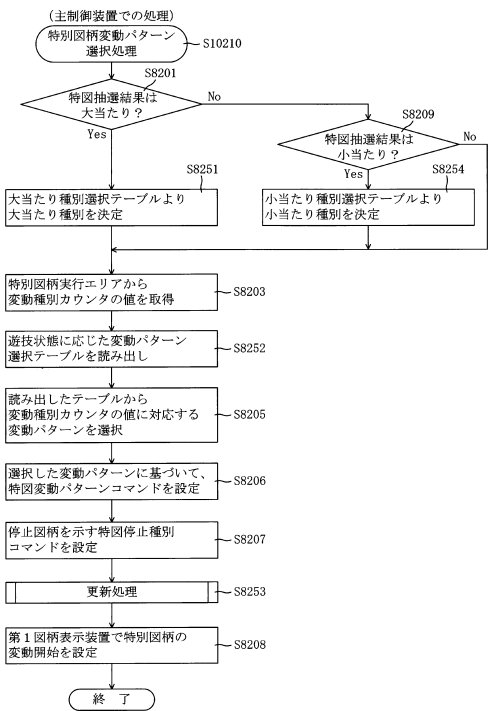 (主制御装置での処理)
特別図柄変動パターン
選択処理
S10210
S8201
特図抽選結果は
大当たり?
No
Yes
S8209
特図抽選結果は
小当たり?
No
Yes
S8251
大当たり種別選択テーブルより
大当たり種別を決定
S8254
小当たり種別選択テーブルより
小当たり種別を決定
特別図柄実行エリアから
変動種別カウンタの値を取得
S8203
遊技状態に応じた変動パターン
選択テーブルを読み出し
S8252
読み出したテーブルから
変動種別カウンタの値に対応する
変動パターンを選択
S8205
選択した変動パターンに基づいて、
特図変動パターンコマンドを設定
S8206
停止図柄を示す特図停止種別
コマンドを設定
S8207
更新処理
S8253
第1図柄表示装置で特別図柄の
変動開始を設定
S8208
終 了